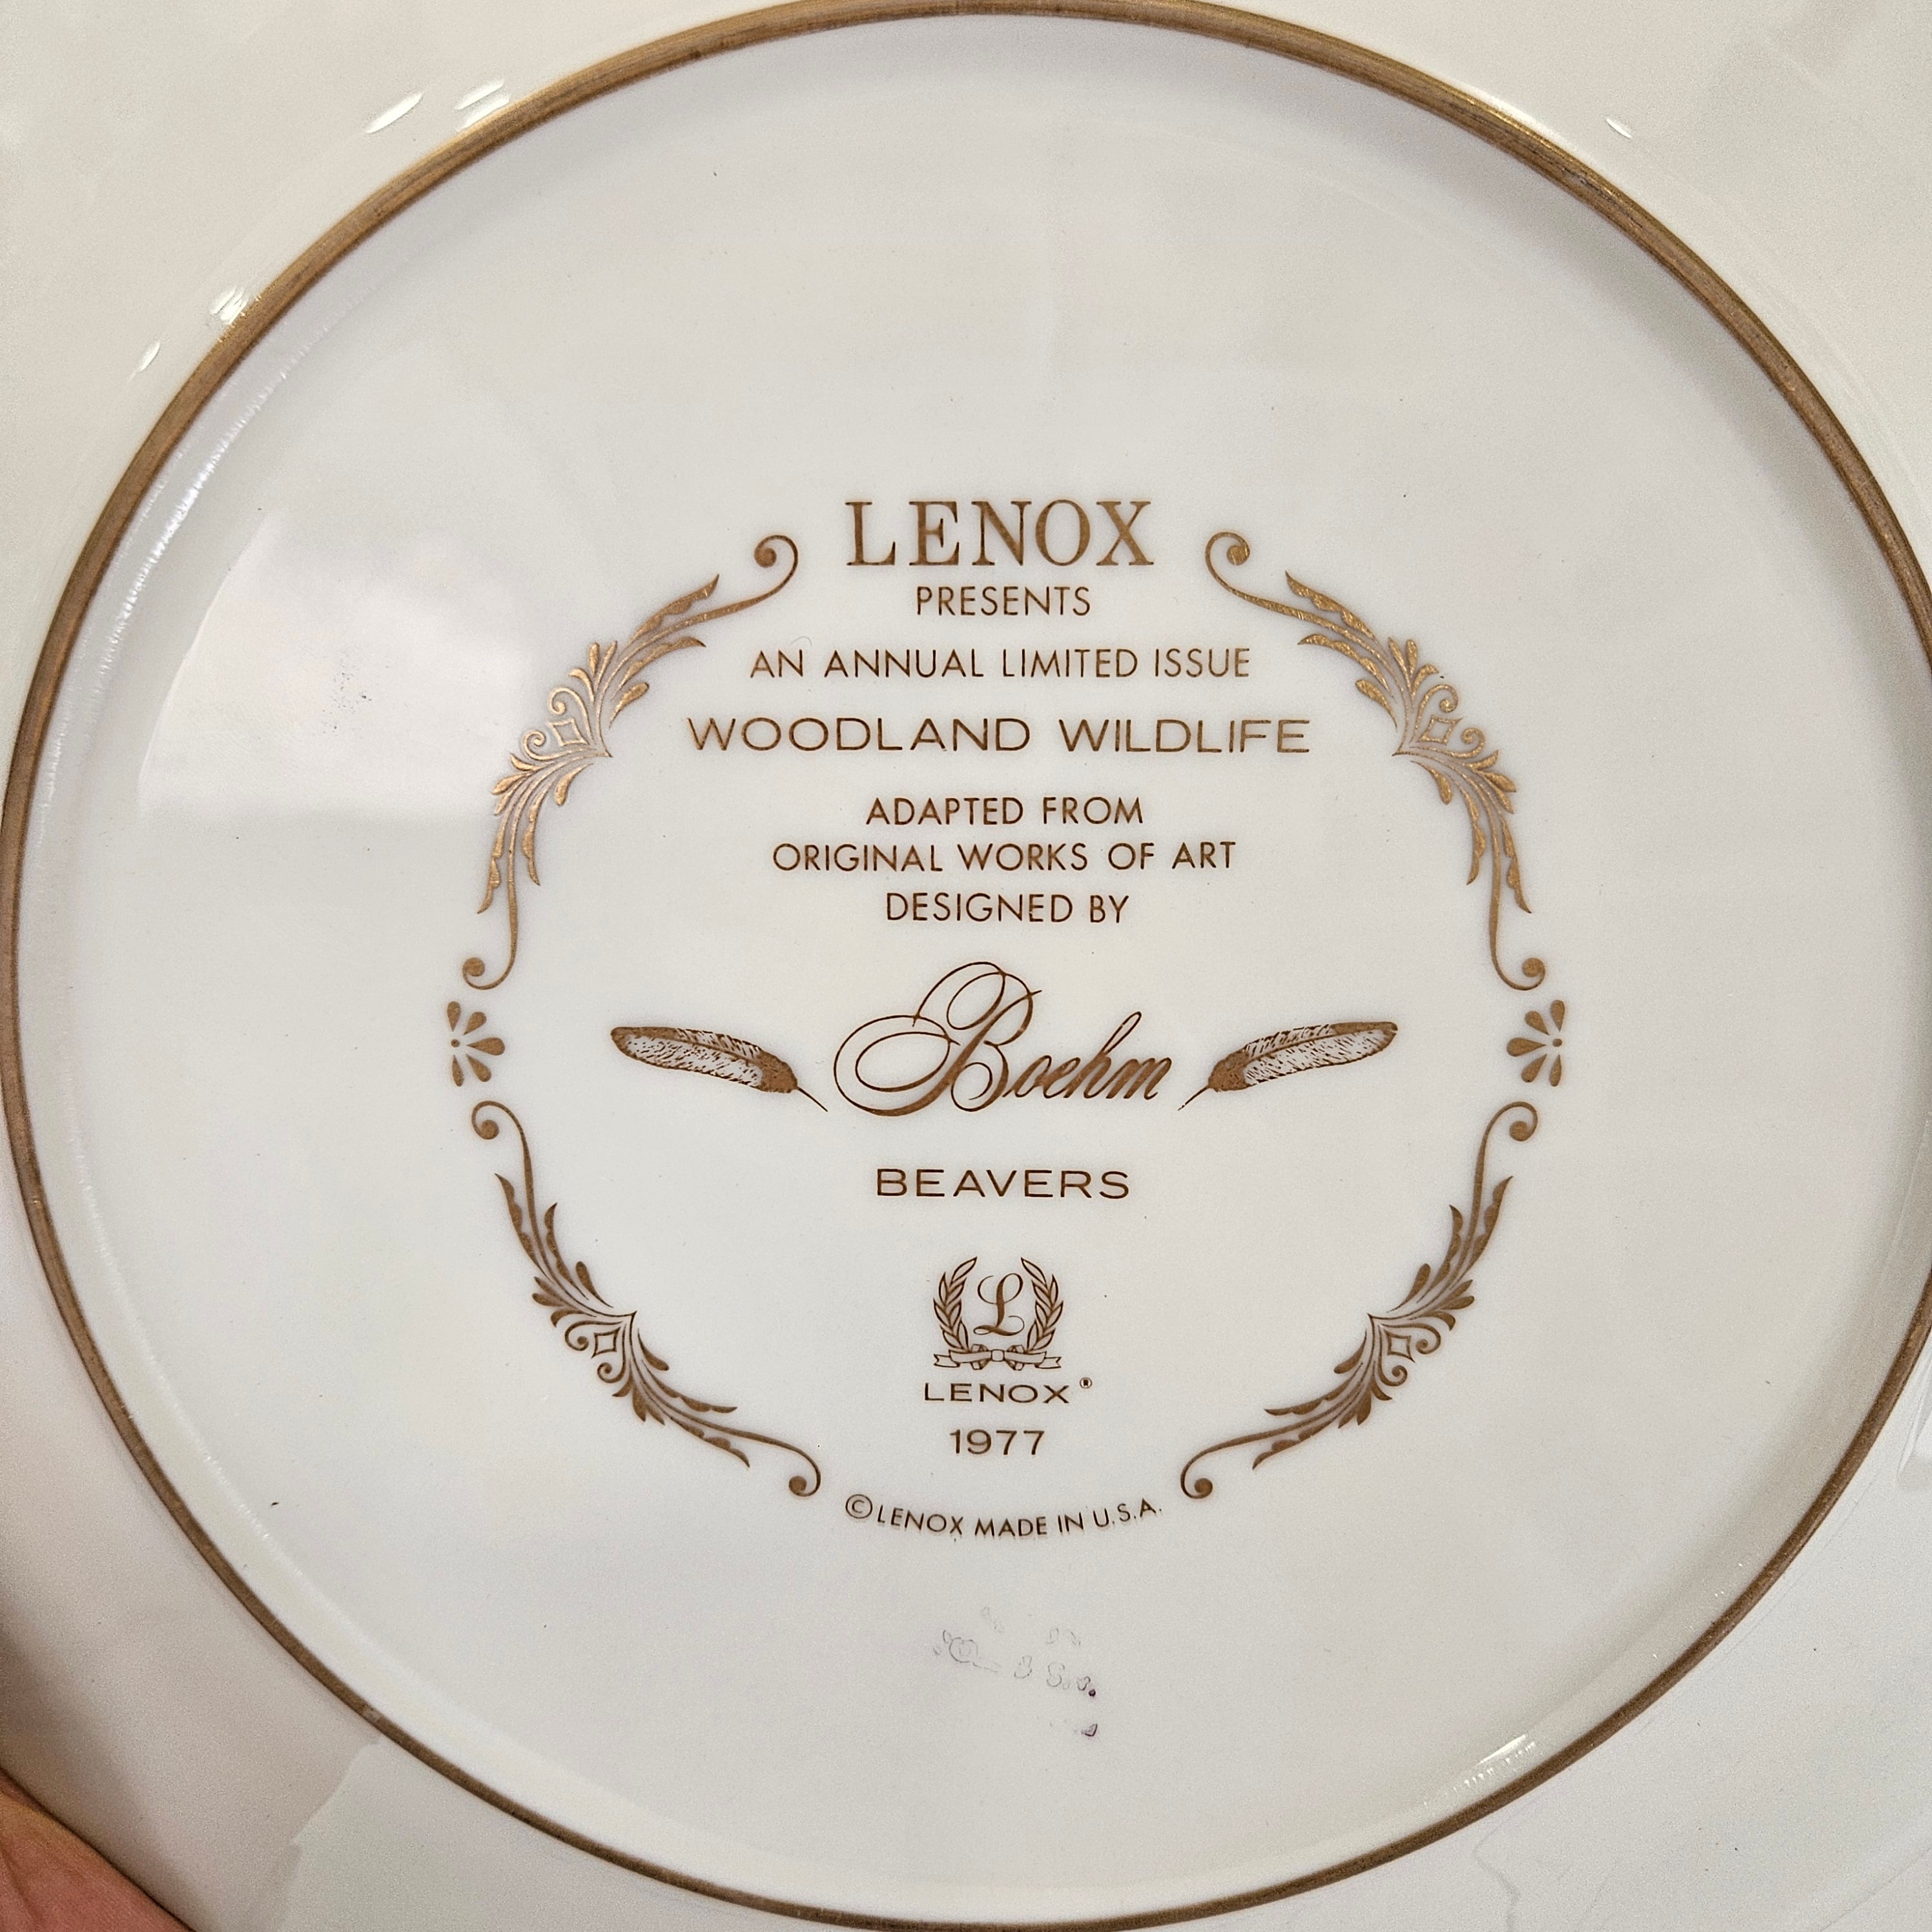 LENOX
PRESENTS
AN ANNUAL LIMITED ISSUE
WOODLAND WILDLIFE
ADAPTED FROM
ORIGINAL WORKS OF ART
DESIGNED BY
Boehm
BEAVERS
L
LENOX®
1977
© LENOX MADE IN U.S.A.